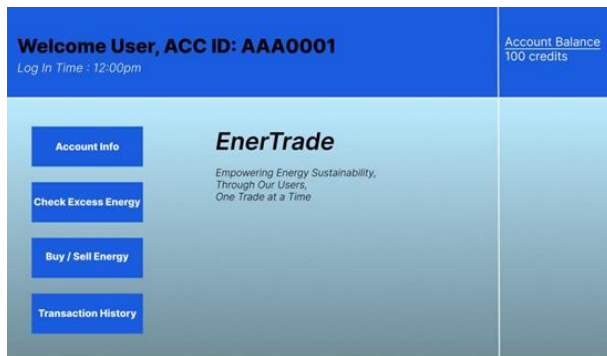 Welcome User, ACC ID: AAA0001
Log In Time : 12:00pm
Account Balance
100 credits
Account Info
Check Excess Energy
Buy / Sell Energy
Transaction History
EnerTrade
Empowering Energy Sustainability,
Through Our Users,
One Trade at a Time